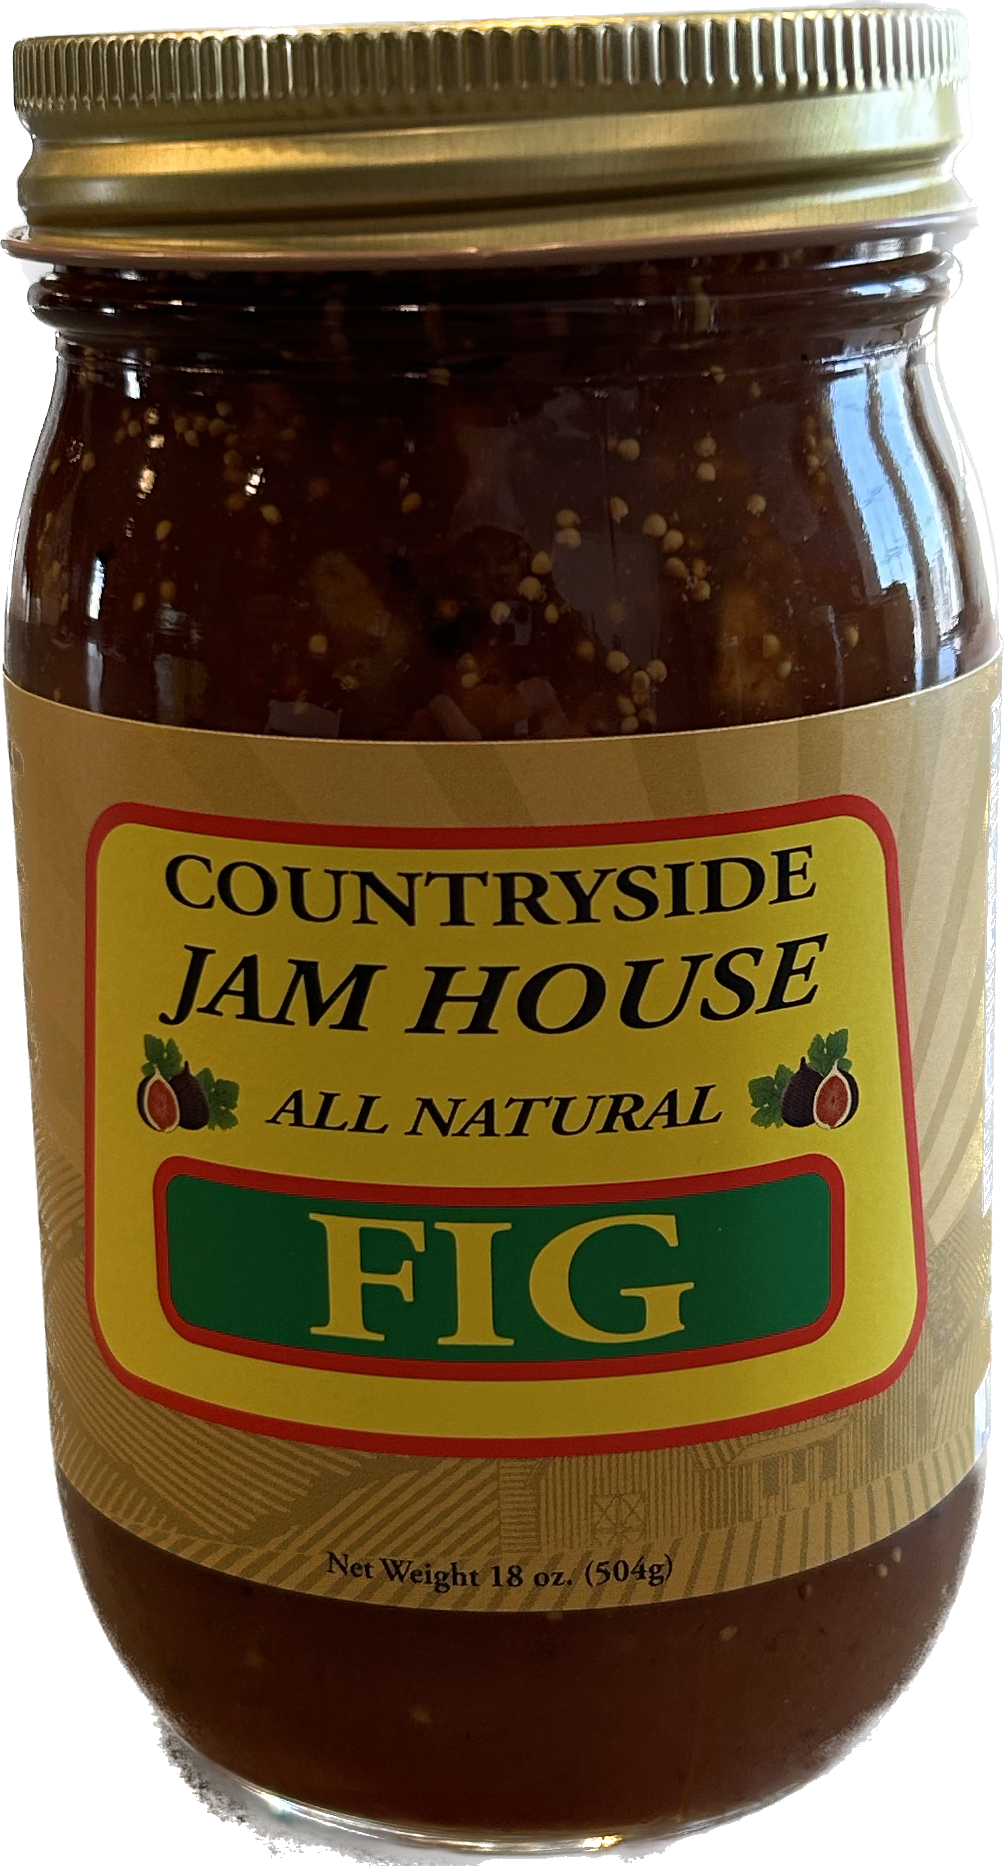 COUNTRYSIDE
JAM HOUSE
ALL NATURAL
FIG
Net Weight 18 oz. (504g)